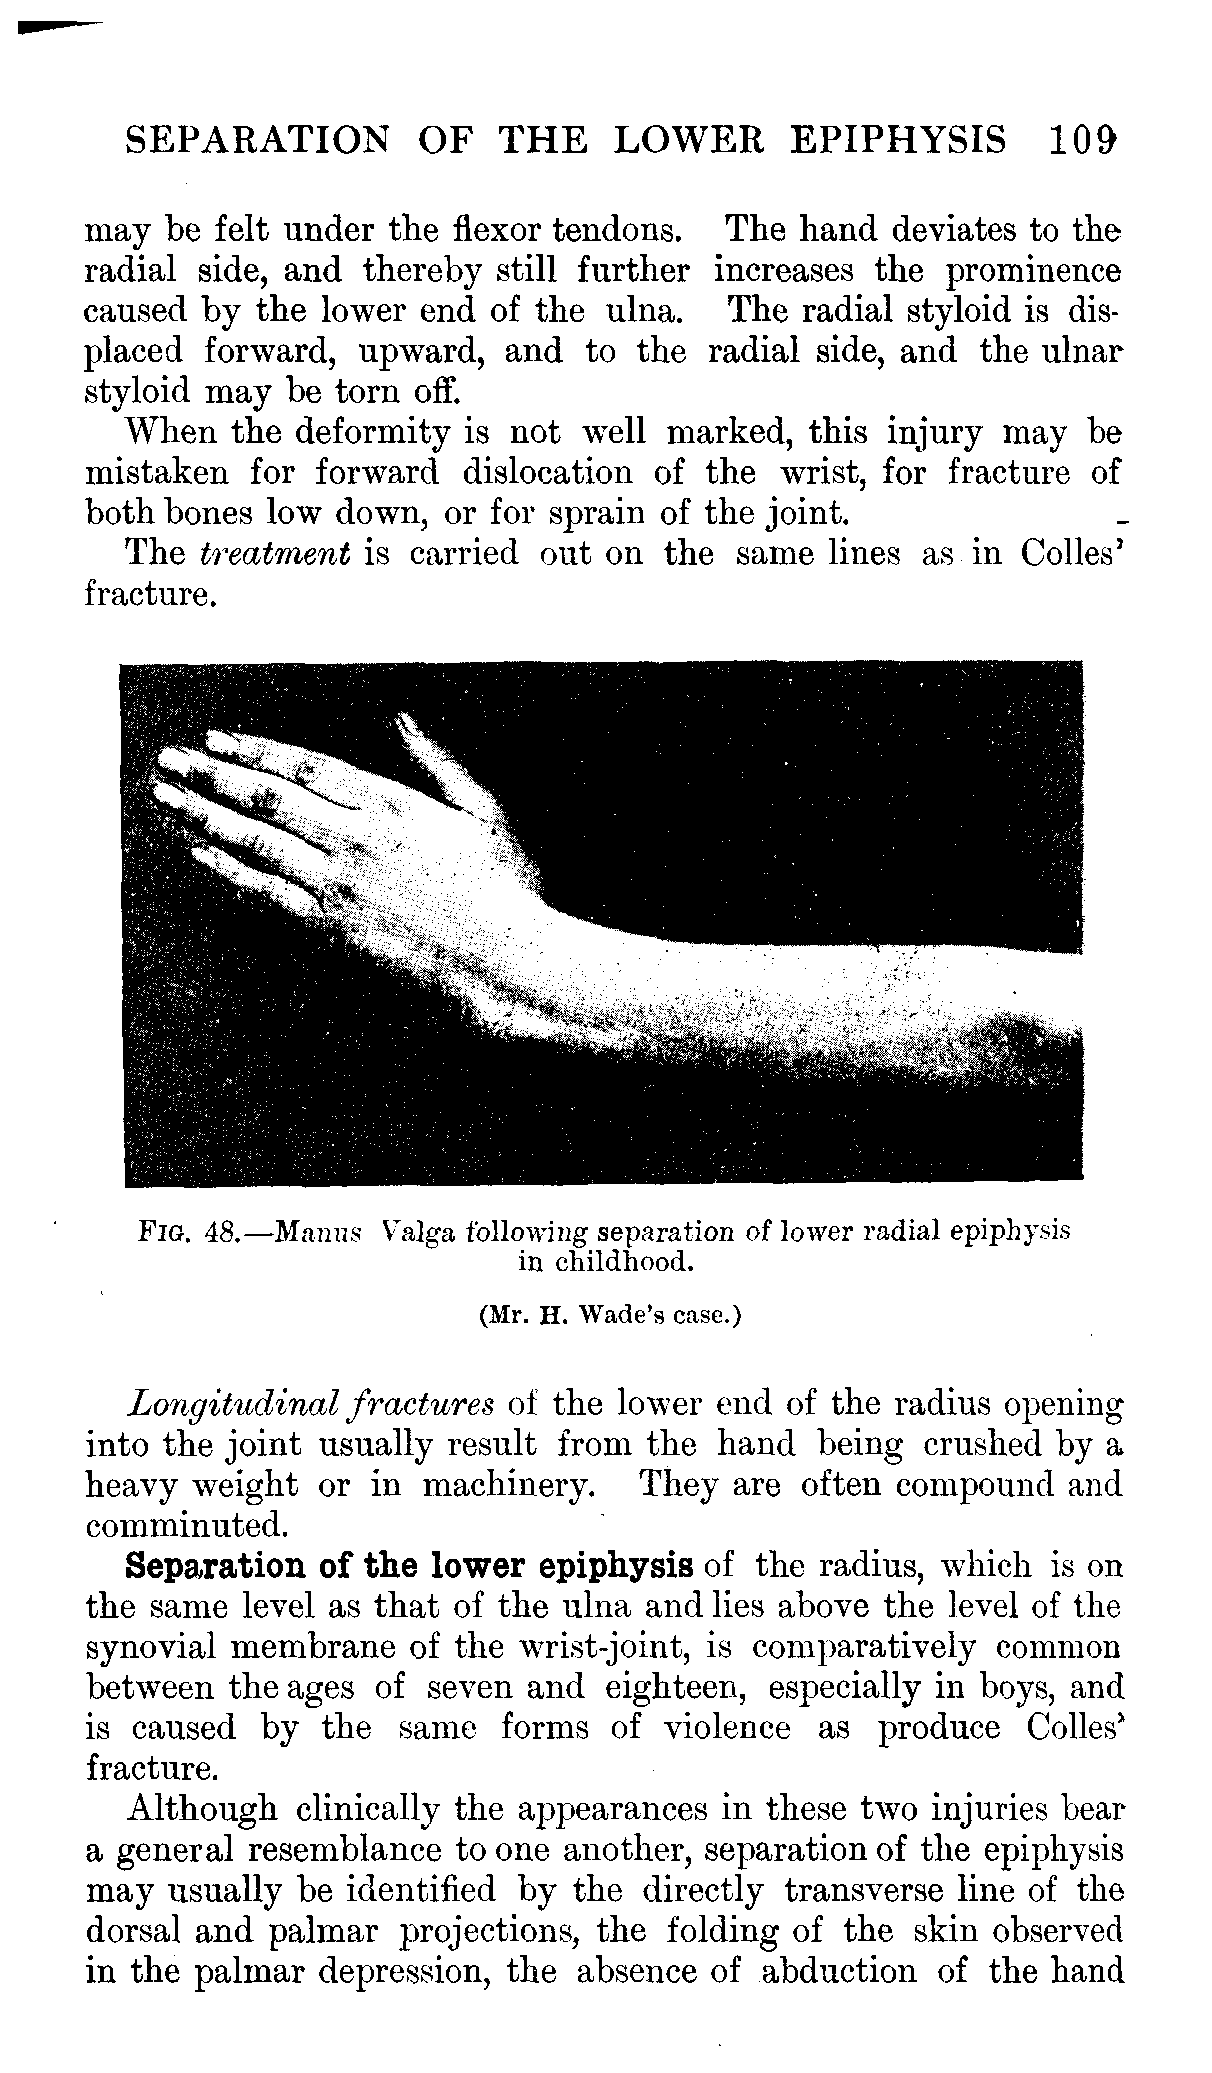 SEPARATION OF THE LOWER EPIPHYSIS 109
may be felt under the flexor tendons. The hand deviates to the
radial side, and thereby still further increases the prominence
caused by the lower end of the ulna. The radial styloid is dis-
placed forward, upward, and to the radial side, and the ulnar
styloid may be torn off.
When the deformity is not well marked, this injury may be
mistaken for forward dislocation of the wrist, for fracture of
both bones low down, or for sprain of the joint.
The treatment is carried out on the same lines as in Colles'
fracture.
FIG. 48.—Manus Valga following separation of lower radial epiphysis
in childhood.
(Mr. H. Wade's case.)
Longitudinal fractures of the lower end of the radius opening
into the joint usually result from the hand being crushed by a
heavy weight or in machinery. They are often compound and
comminuted.
Separation of the lower epiphysis of the radius, which is on
the same level as that of the ulna and lies above the level of the
synovial membrane of the wrist-joint, is comparatively common
between the ages of seven and eighteen, especially in boys, and
is caused by the same forms of violence as produce Colles'
fracture.
Although clinically the appearances in these two injuries bear
a general resemblance to one another, separation of the epiphysis
may usually be identified by the directly transverse line of the
dorsal and palmar projections, the folding of the skin observed
in the palmar depression, the absence of abduction of the hand